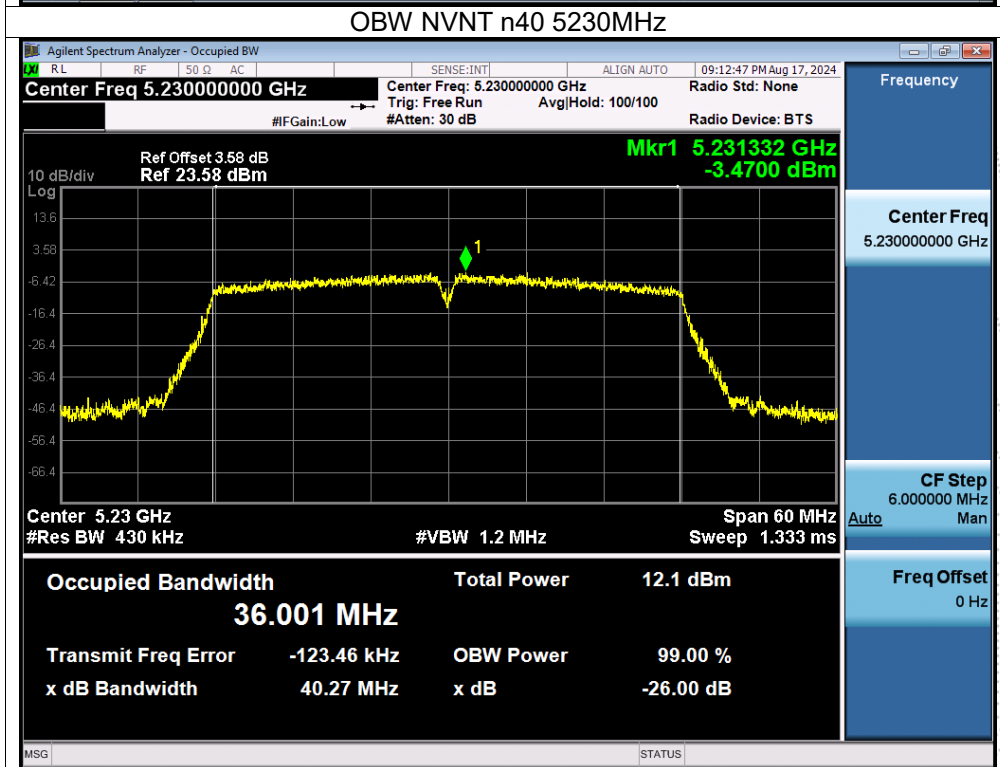 OBW NVNT n40 5230MHz
Agilent Spectrum Analyzer - Occupied BW
LXI RL RF 50 Ω AC SENSE:INT ALIGN AUTO 09:12:47 PM Aug 17, 2024
Center Freq 5.230000000 GHz
Center Freq: 5.230000000 GHz Radio Std: None
Trig: Free Run Avg|Hold: 100/100
#IFGain:Low #Atten: 30 dB Radio Device: BTS
Frequency
Mkr1 5.231332 GHz
-3.4700 dBm
Ref Offset 3.58 dB
10 dB/div Ref 23.58 dBm
Log
13.6
3.58
-6.42
-16.4
-26.4
-36.4
-46.4
-56.4
-66.4
1
Center 5.23 GHz Span 60 MHz
#Res BW 430 kHz #VBW 1.2 MHz Sweep 1.333 ms
Occupied Bandwidth Total Power 12.1 dBm
36.001 MHz
Transmit Freq Error -123.46 kHz OBW Power 99.00 %
x dB Bandwidth 40.27 MHz x dB -26.00 dB
Center Freq
5.230000000 GHz
CF Step
6.000000 MHz
Auto Man
Freq Offset
0 Hz
MSG STATUS